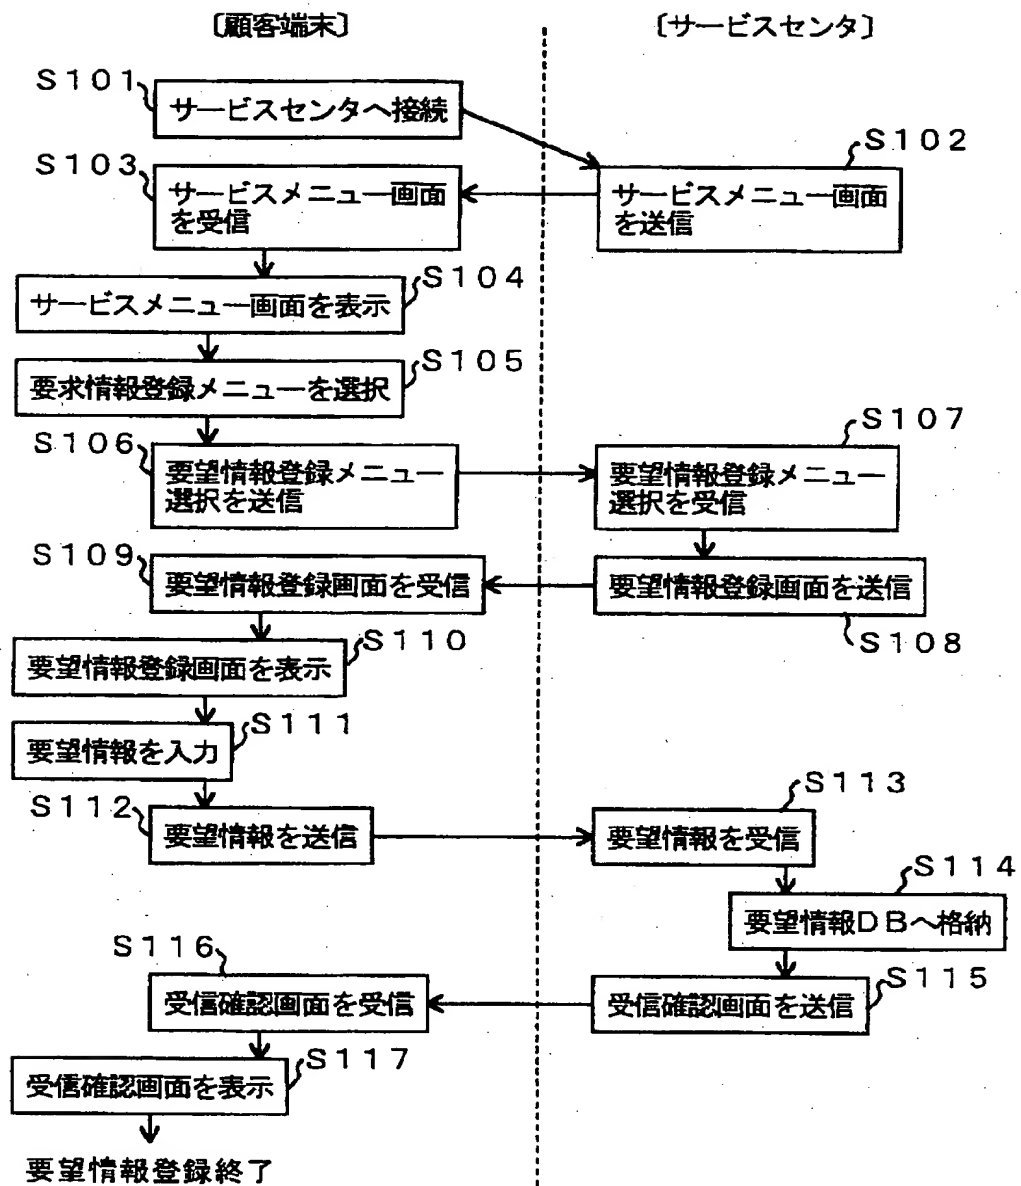 〔顧客端末〕
〔サービスセンタ〕
S101
サービスセンタへ接続
S102
サービスメニュー画面
を送信
S103
サービスメニュー画面
を受信
S104
サービスメニュー画面を表示
S105
要求情報登録メニューを選択
S106
要望情報登録メニュー
選択を送信
S107
要望情報登録メニュー
選択を受信
S109
要望情報登録画面を受信
要望情報登録画面を送信
S108
S110
要望情報登録画面を表示
S111
要望情報を入力
S112
要望情報を送信
S113
要望情報を受信
S114
要望情報DBへ格納
S116
受信確認画面を受信
S115
受信確認画面を送信
S117
受信確認画面を表示
要望情報登録終了